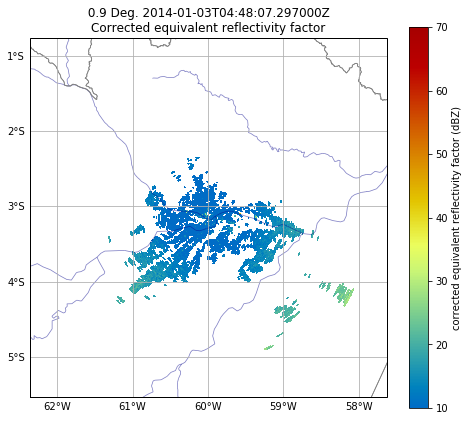 0.9 Deg. 2014-01-03T04:48:07.297000Z
Corrected equivalent reflectivity factor
1°S
2°S
3°S
4°S
5°S
62°W 61°W 60°W 59°W 58°W
70
60
50
40
30
20
10
corrected equivalent reflectivity factor (dBZ)